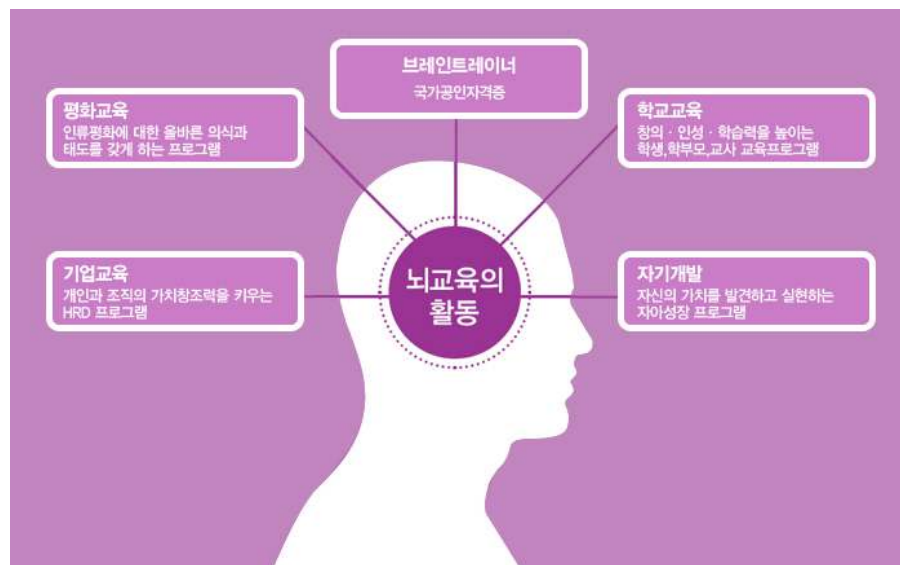 브레인트레이너
국가공인자격증
평화교육
인류평화에 대한 올바른 의식과
태도를 갖게 하는 프로그램
학교교육
창의 · 인성 · 학습력을 높이는
학생,학부모,교사 교육프로그램
기업교육
개인과 조직의 가치창조력을 키우는
HRD 프로그램
뇌교육의
활동
자기개발
자신의 가치를 발견하고 실현하는
자아성장 프로그램